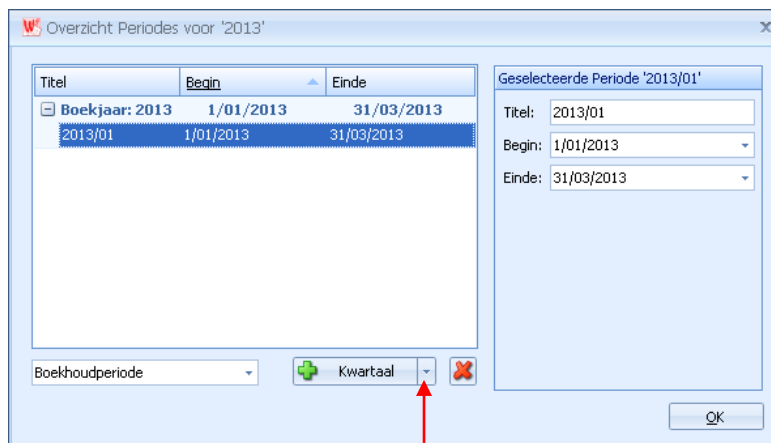 Overzicht Periodes voor '2013'
Titel Begin Einde
Boekjaar: 2013 1/01/2013 31/03/2013
2013/01 1/01/2013 31/03/2013
Boekhoudperiode
Kwartaal
Geselecteerde Periode '2013/01'
Titel: 2013/01
Begin: 1/01/2013
Einde: 31/03/2013
OK